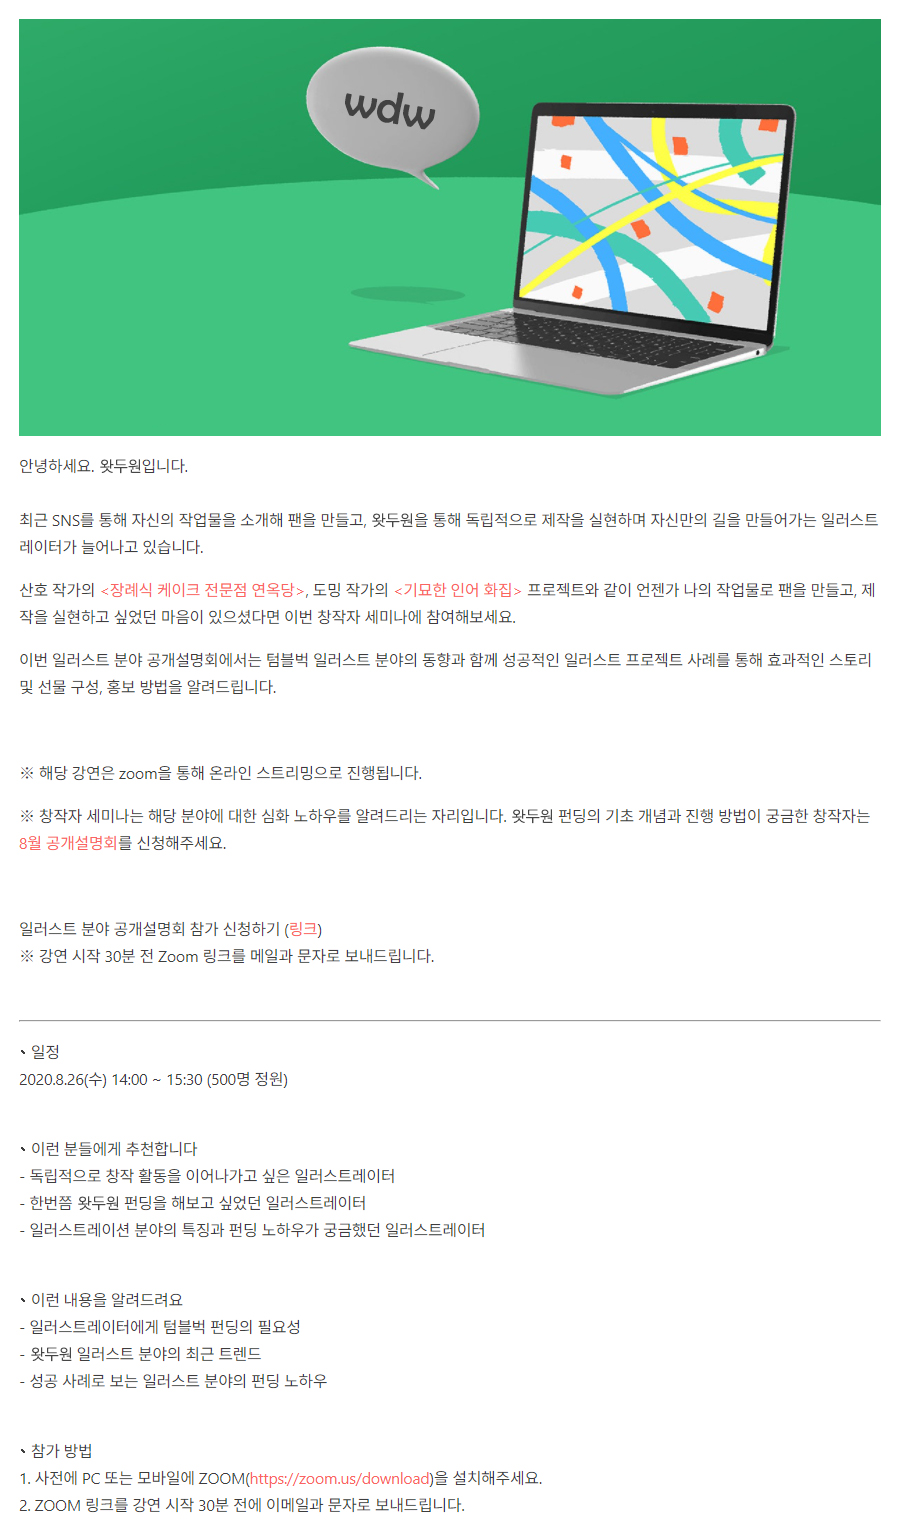 wdw
안녕하세요. 왓두원입니다.
최근 SNS를 통해 자신의 작업물을 소개해 팬을 만들고, 왓두원을 통해 독립적으로 제작을 실현하며 자신만의 길을 만들어가는 일러스트
레이터가 늘어나고 있습니다.
산호 작가의 <장례식 케이크 전문점 연옥당>, 도밍 작가의 <기묘한 인어 화집> 프로젝트와 같이 언젠가 나의 작업물로 팬을 만들고, 제
작을 실현하고 싶었던 마음이 있으셨다면 이번 창작자 세미나에 참여해보세요.
이번 일러스트 분야 공개설명회에서는 텀블벅 일러스트 분야의 동향과 함께 성공적인 일러스트 프로젝트 사례를 통해 효과적인 스토리
및 선물 구성, 홍보 방법을 알려드립니다.
※ 해당 강연은 zoom을 통해 온라인 스트리밍으로 진행됩니다.
※ 창작자 세미나는 해당 분야에 대한 심화 노하우를 알려드리는 자리입니다. 왓두원 펀딩의 기초 개념과 진행 방법이 궁금한 창작자는
8월 공개설명회를 신청해주세요.
일러스트 분야 공개설명회 참가 신청하기 (링크)
※ 강연 시작 30분 전 Zoom 링크를 메일과 문자로 보내드립니다.
、일정
2020.8.26(수) 14:00 ~ 15:30 (500명 정원)
、이런 분들에게 추천합니다
- 독립적으로 창작 활동을 이어나가고 싶은 일러스트레이터
- 한번쯤 왓두원 펀딩을 해보고 싶었던 일러스트레이터
- 일러스트레이션 분야의 특징과 펀딩 노하우가 궁금했던 일러스트레이터
、이런 내용을 알려드려요
- 일러스트레이터에게 텀블벅 펀딩의 필요성
- 왓두원 일러스트 분야의 최근 트렌드
- 성공 사례로 보는 일러스트 분야의 펀딩 노하우
、참가 방법
1. 사전에 PC 또는 모바일에 ZOOM(https://zoom.us/download)을 설치해주세요.
2. ZOOM 링크를 강연 시작 30분 전에 이메일과 문자로 보내드립니다.